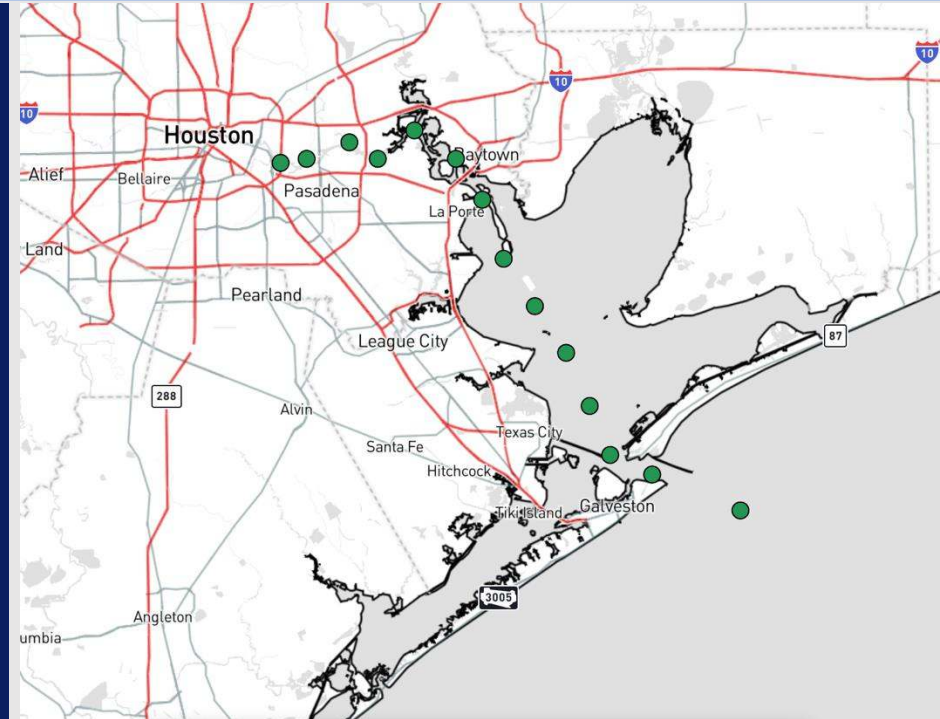 10
10
10
Houston
Baytown
Alief
Bellaire
Pasadena
La Porte
Land
Pearland
87
League City
288
Alvin
Texas City
Santa Fe
Hitchcock
Galveston
Tiki Island
3005
Angleton
umbia